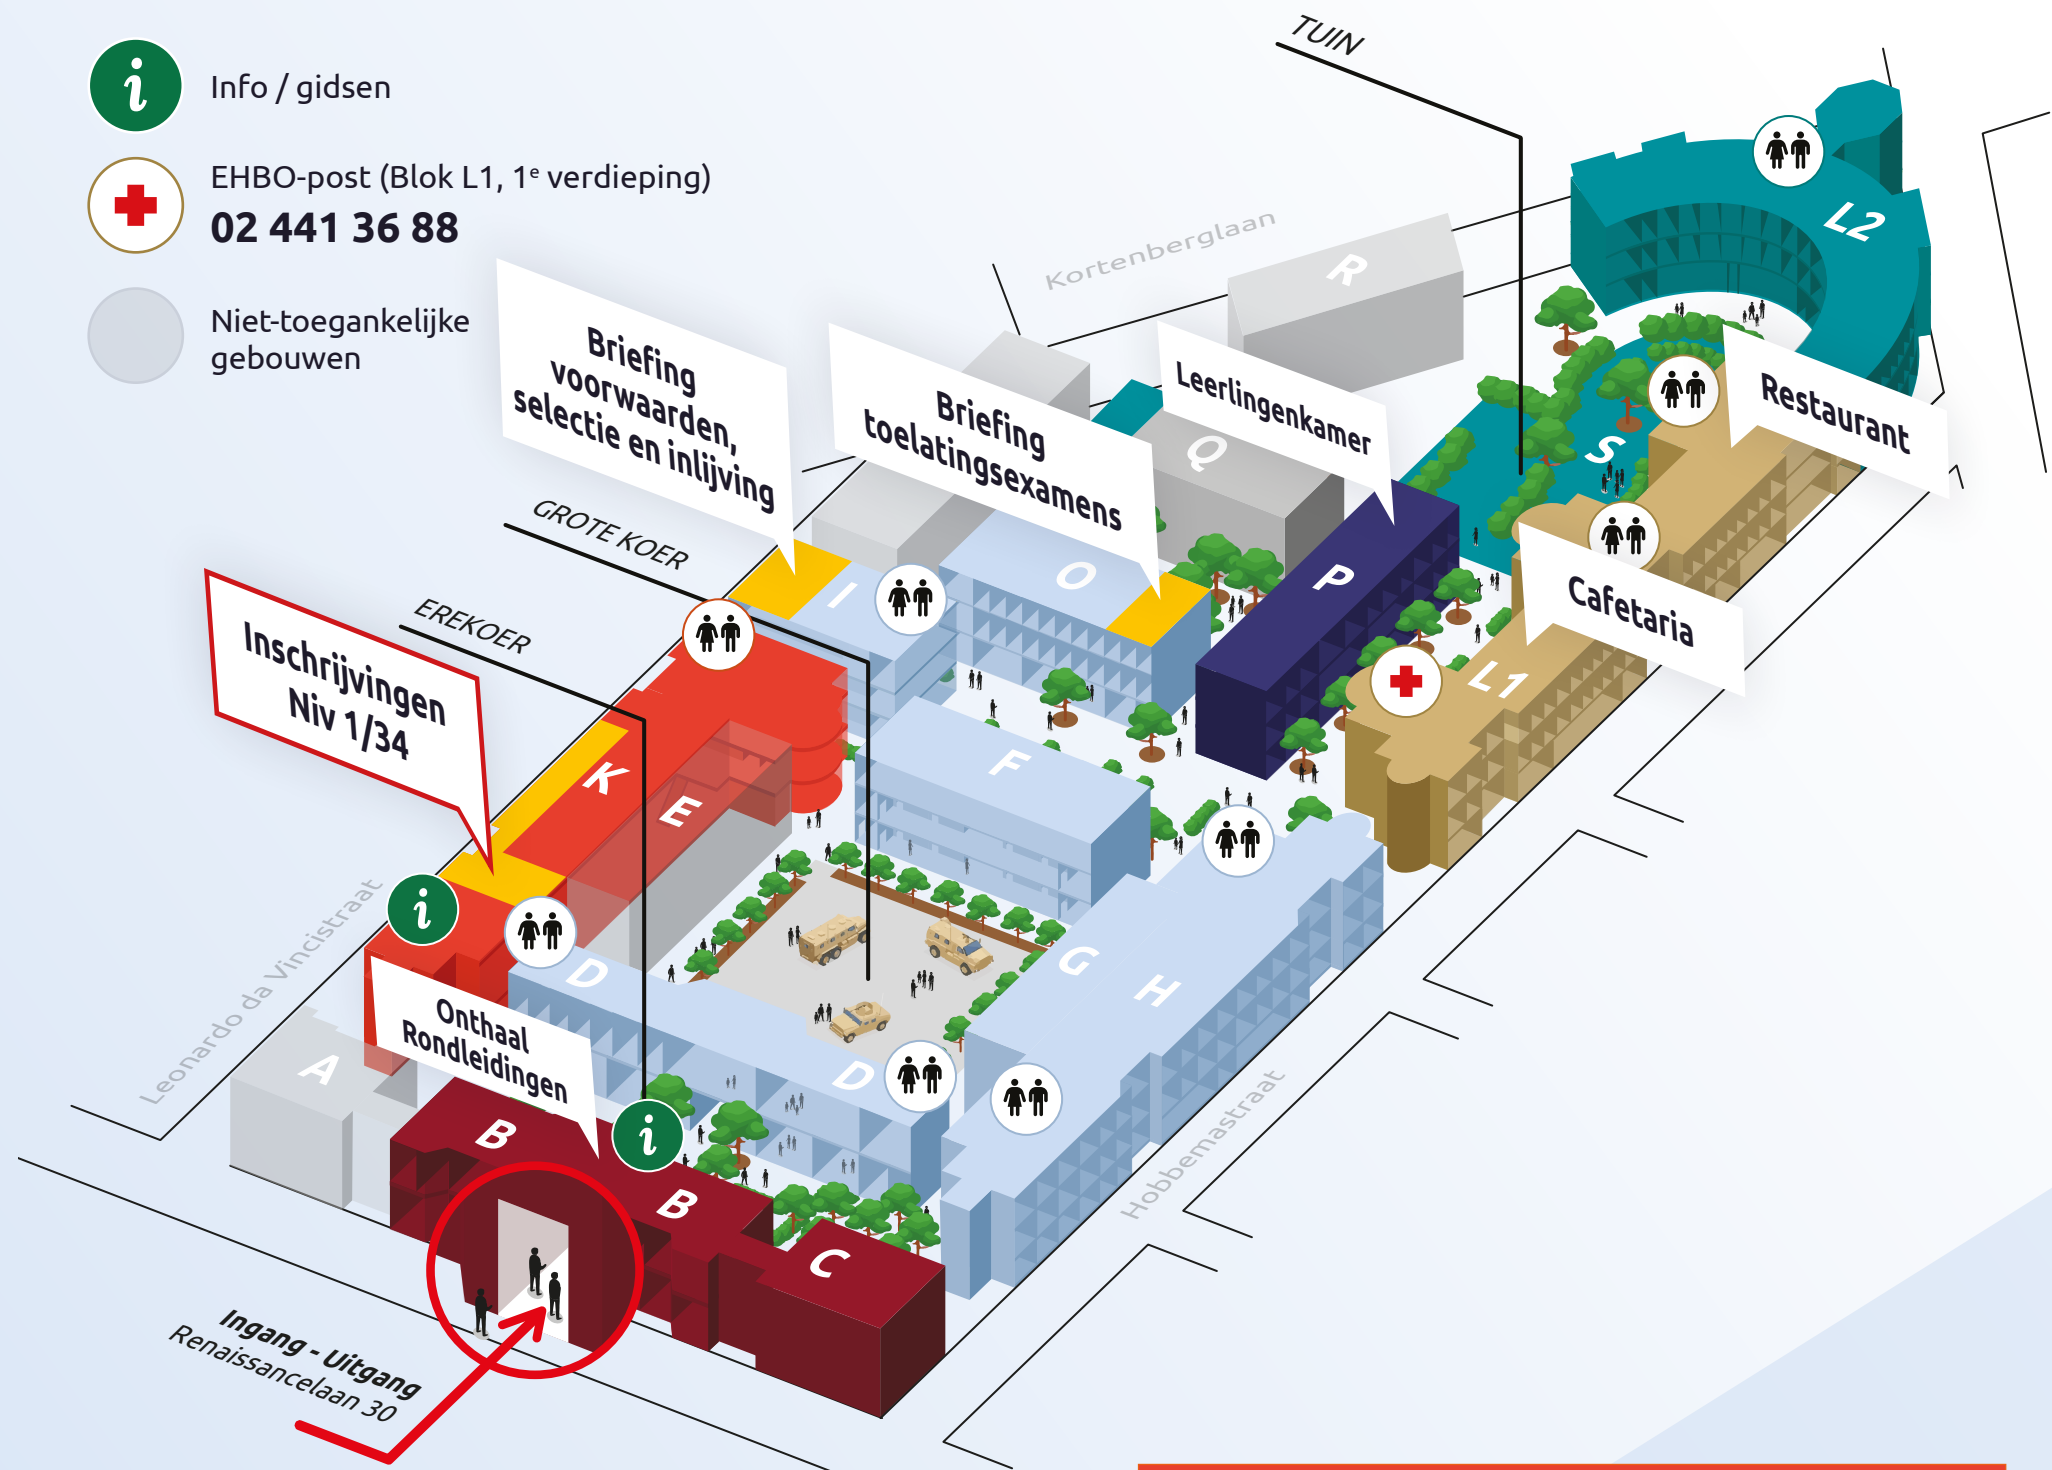 TUIN
i Info / gidsen
EHBO-post (Blok L1, 1e verdieping)
02 441 36 88
Niet-toegankelijke
gebouwen
Kortenberglaan
R
L2
Briefing
voorwaarden,
selectie en inlijving
Briefing
toelatingsexamens
Leerlingenkamer
Restaurant
Q
S
GROTE KOER
EREKOER
I
O
P
Cafetaria
Inschrijvingen
Niv 1/34
L1
K
E
F
i
Leonardo da Vincistraat
D
G
H
Onthaal
Rondleidingen
A
D
B
i
B
C
Hobbemastraat
Ingang - Uitgang
Renaissancelaan 30